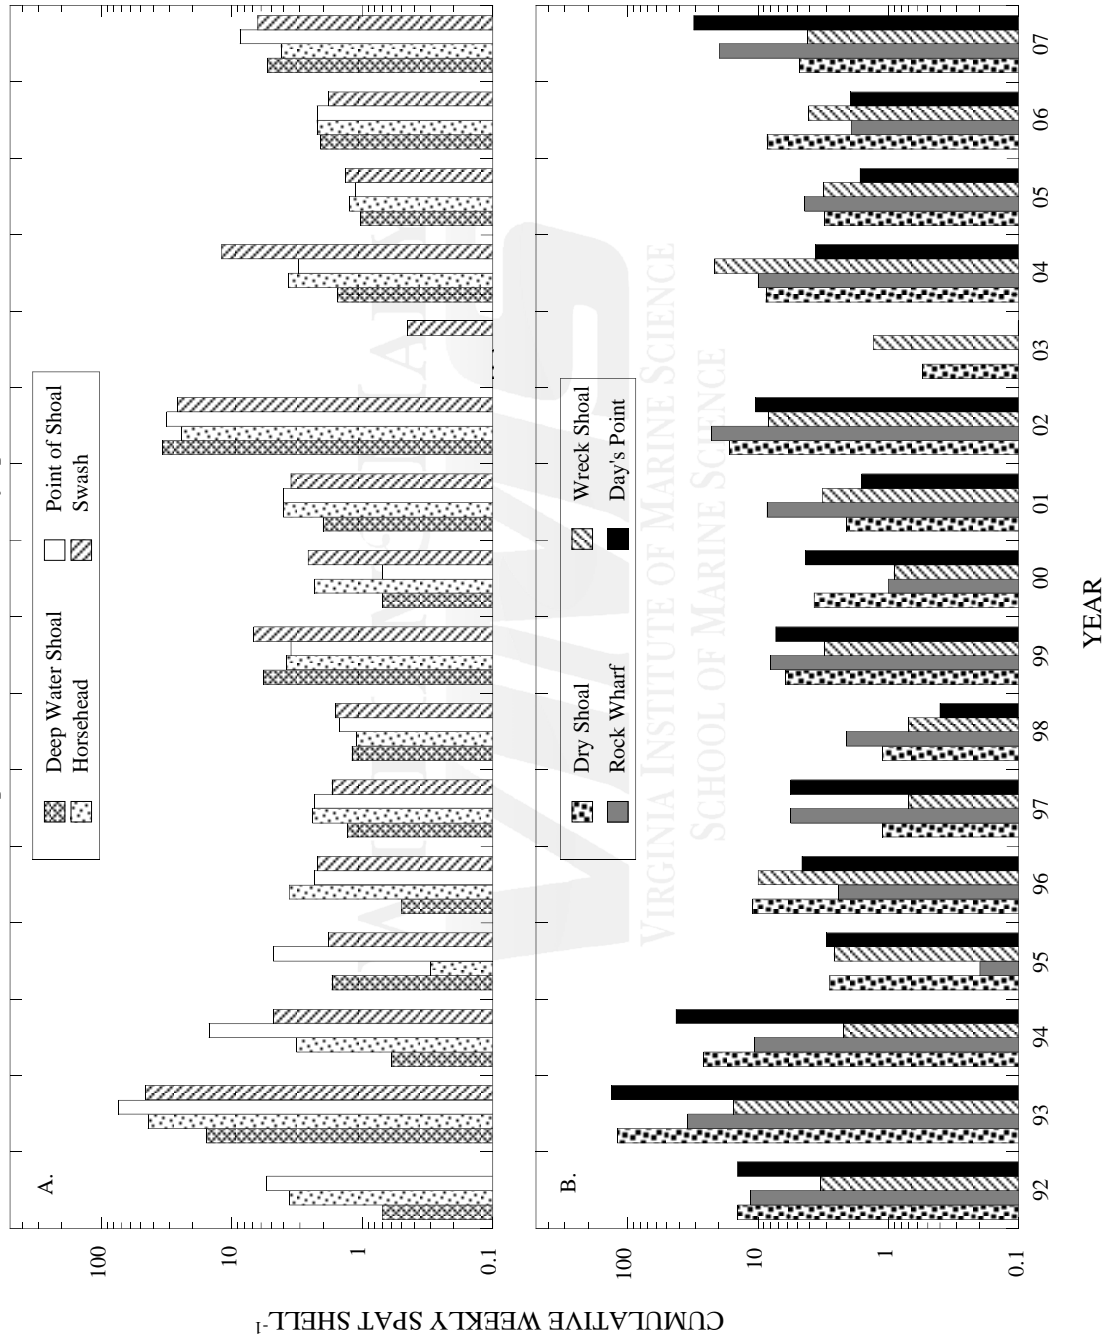 A.
Deep Water Shoal
Horsehead
Point of Shoal
Swash
100
10
1
0.1
B.
Dry Shoal
Rock Wharf
Wreck Shoal
Day's Point
100
10
1
0.1
92 93 94 95 96 97 98 99 00 01 02 03 04 05 06 07
YEAR
CUMULATIVE WEEKLY SPAT SHELL⁻¹
VIMS
VIRGINIA INSTITUTE OF MARINE SCIENCE
SCHOOL OF MARINE SCIENCE